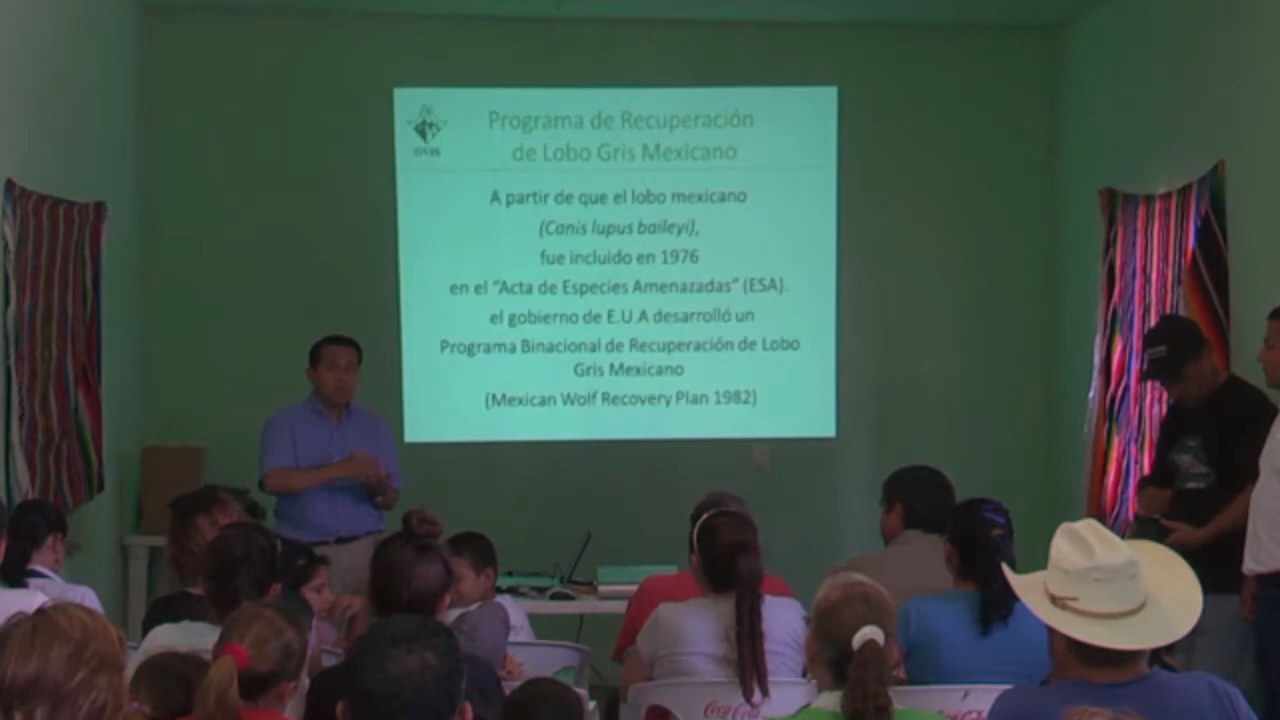 Programa de Recuperación
de Lobo Gris Mexicano
A partir de que el lobo mexicano
(Canis lupus baileyi),
fue incluido en 1976
en el "Acta de Especies Amenazadas" (ESA).
el gobierno de E.U.A desarrolló un
Programa Binacional de Recuperación de Lobo
Gris Mexicano
(Mexican Wolf Recovery Plan 1982)
Coca-Cola